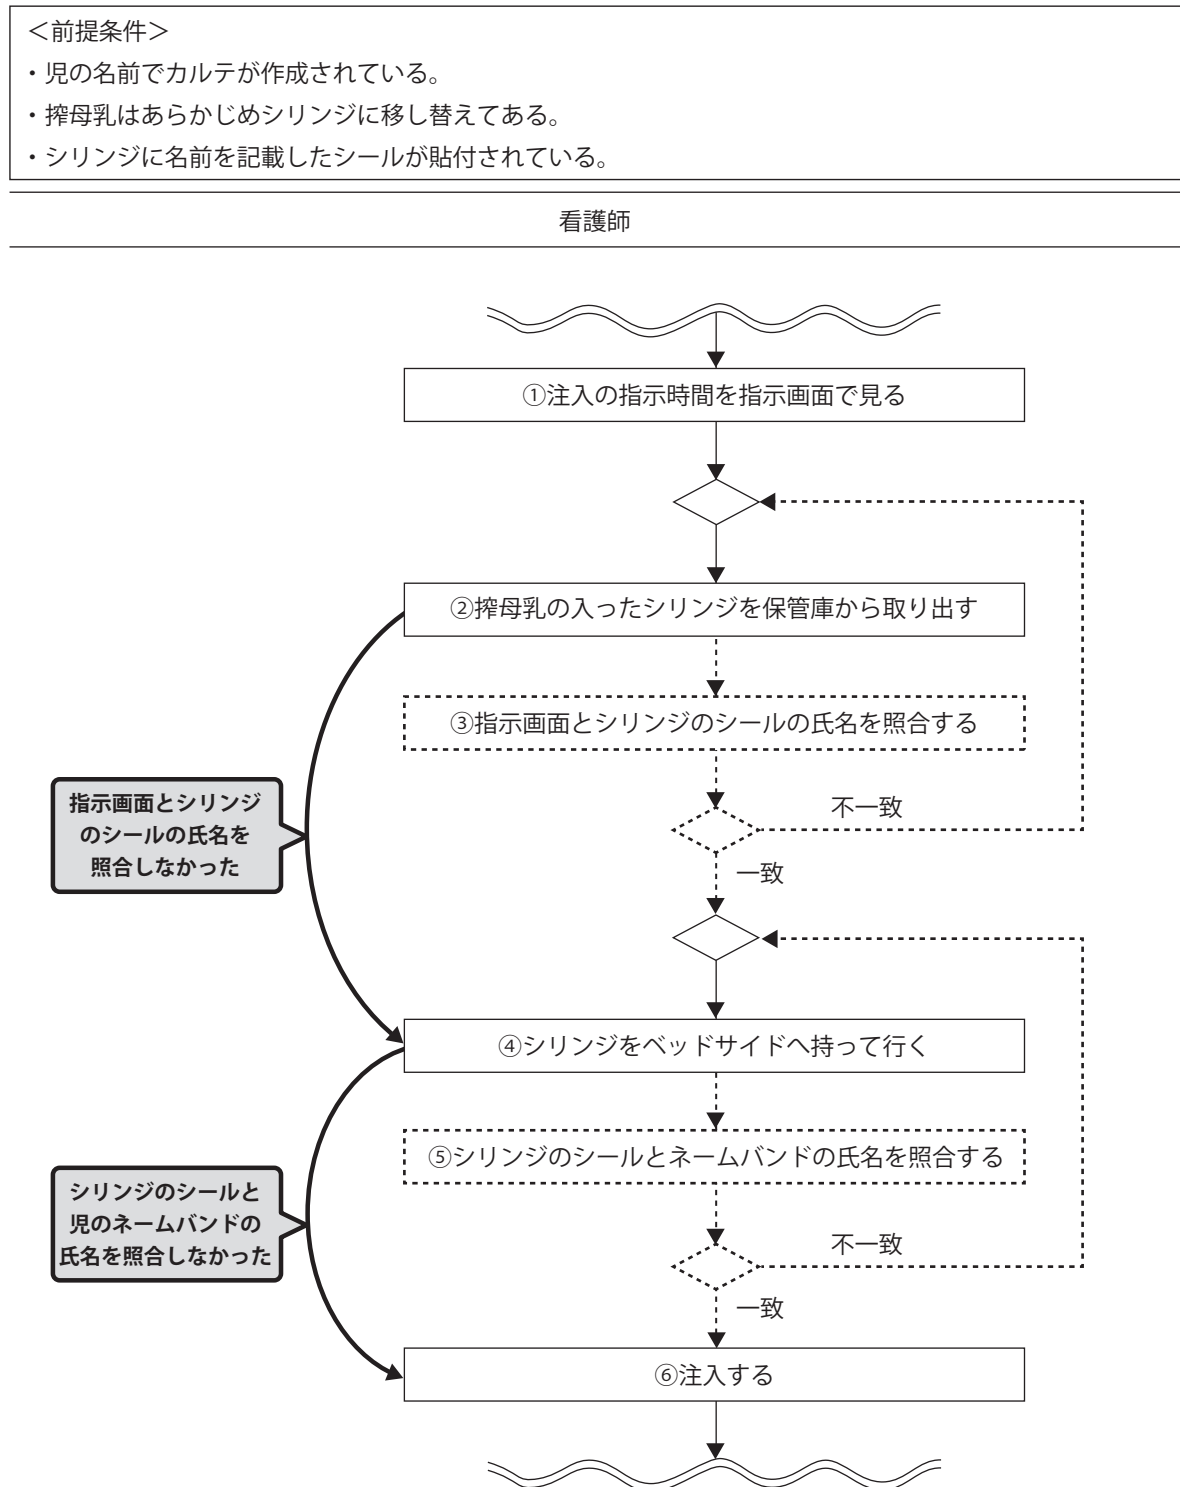 ＜前提条件＞
・児の名前でカルテが作成されている。
・搾母乳はあらかじめシリンジに移し替えてある。
・シリンジに名前を記載したシールが貼付されている。
看護師
①注入の指示時間を指示画面で見る
②搾母乳の入ったシリンジを保管庫から取り出す
③指示画面とシリンジのシールの氏名を照合する
指示画面とシリンジ
のシールの氏名を
照合しなかった
不一致
一致
④シリンジをベッドサイドへ持って行く
⑤シリンジのシールとネームバンドの氏名を照合する
シリンジのシールと
児のネームバンドの
氏名を照合しなかった
不一致
一致
⑥注入する